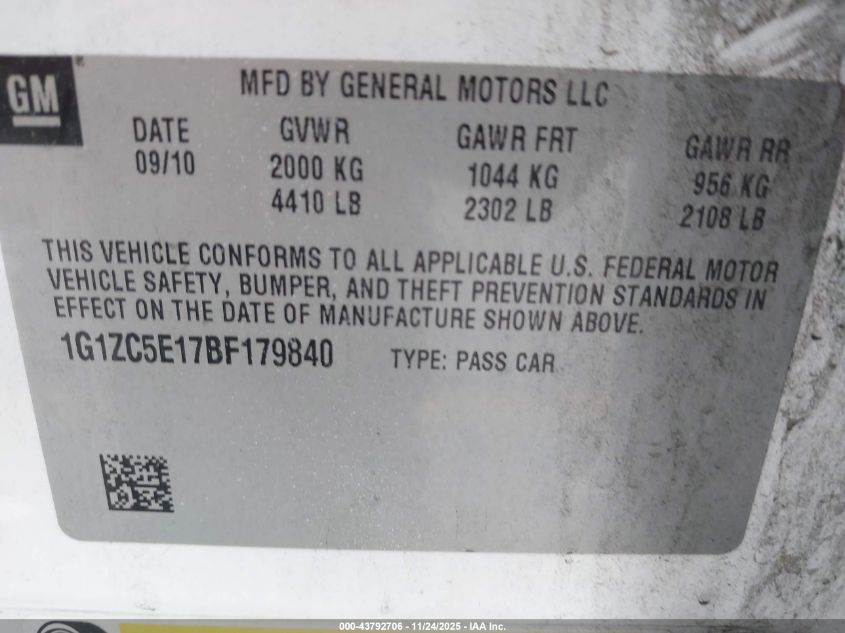 GM
MFD BY GENERAL MOTORS LLC
DATE GVWR GAWR FRT GAWR RR
09/10 2000 KG 1044 KG 956 KG
4410 LB 2302 LB 2108 LB
THIS VEHICLE CONFORMS TO ALL APPLICABLE U.S. FEDERAL MOTOR
VEHICLE SAFETY, BUMPER, AND THEFT PREVENTION STANDARDS IN
EFFECT ON THE DATE OF MANUFACTURE SHOWN ABOVE.
1G1ZC5E17BF179840 TYPE: PASS CAR
000-43792706 - 11/24/2025 - IAA Inc.